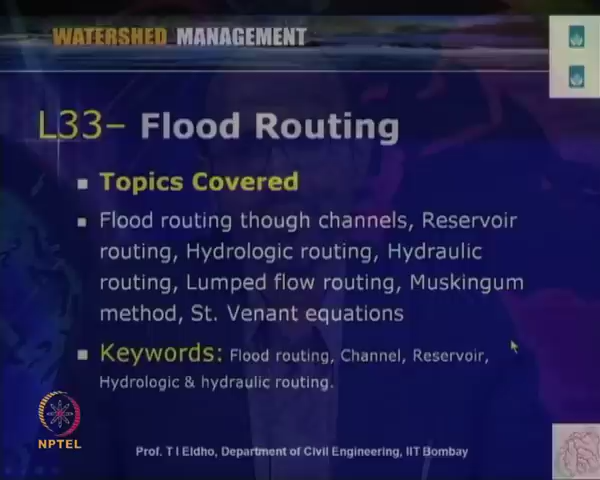 WATERSHED MANAGEMENT
L33– Flood Routing
Topics Covered
Flood routing though channels, Reservoir
routing, Hydrologic routing, Hydraulic
routing, Lumped flow routing, Muskingum
method, St. Venant equations
Keywords: Flood routing, Channel, Reservoir,
Hydrologic & hydraulic routing.
NPTEL
Prof. T I Eldho, Department of Civil Engineering, IIT Bombay